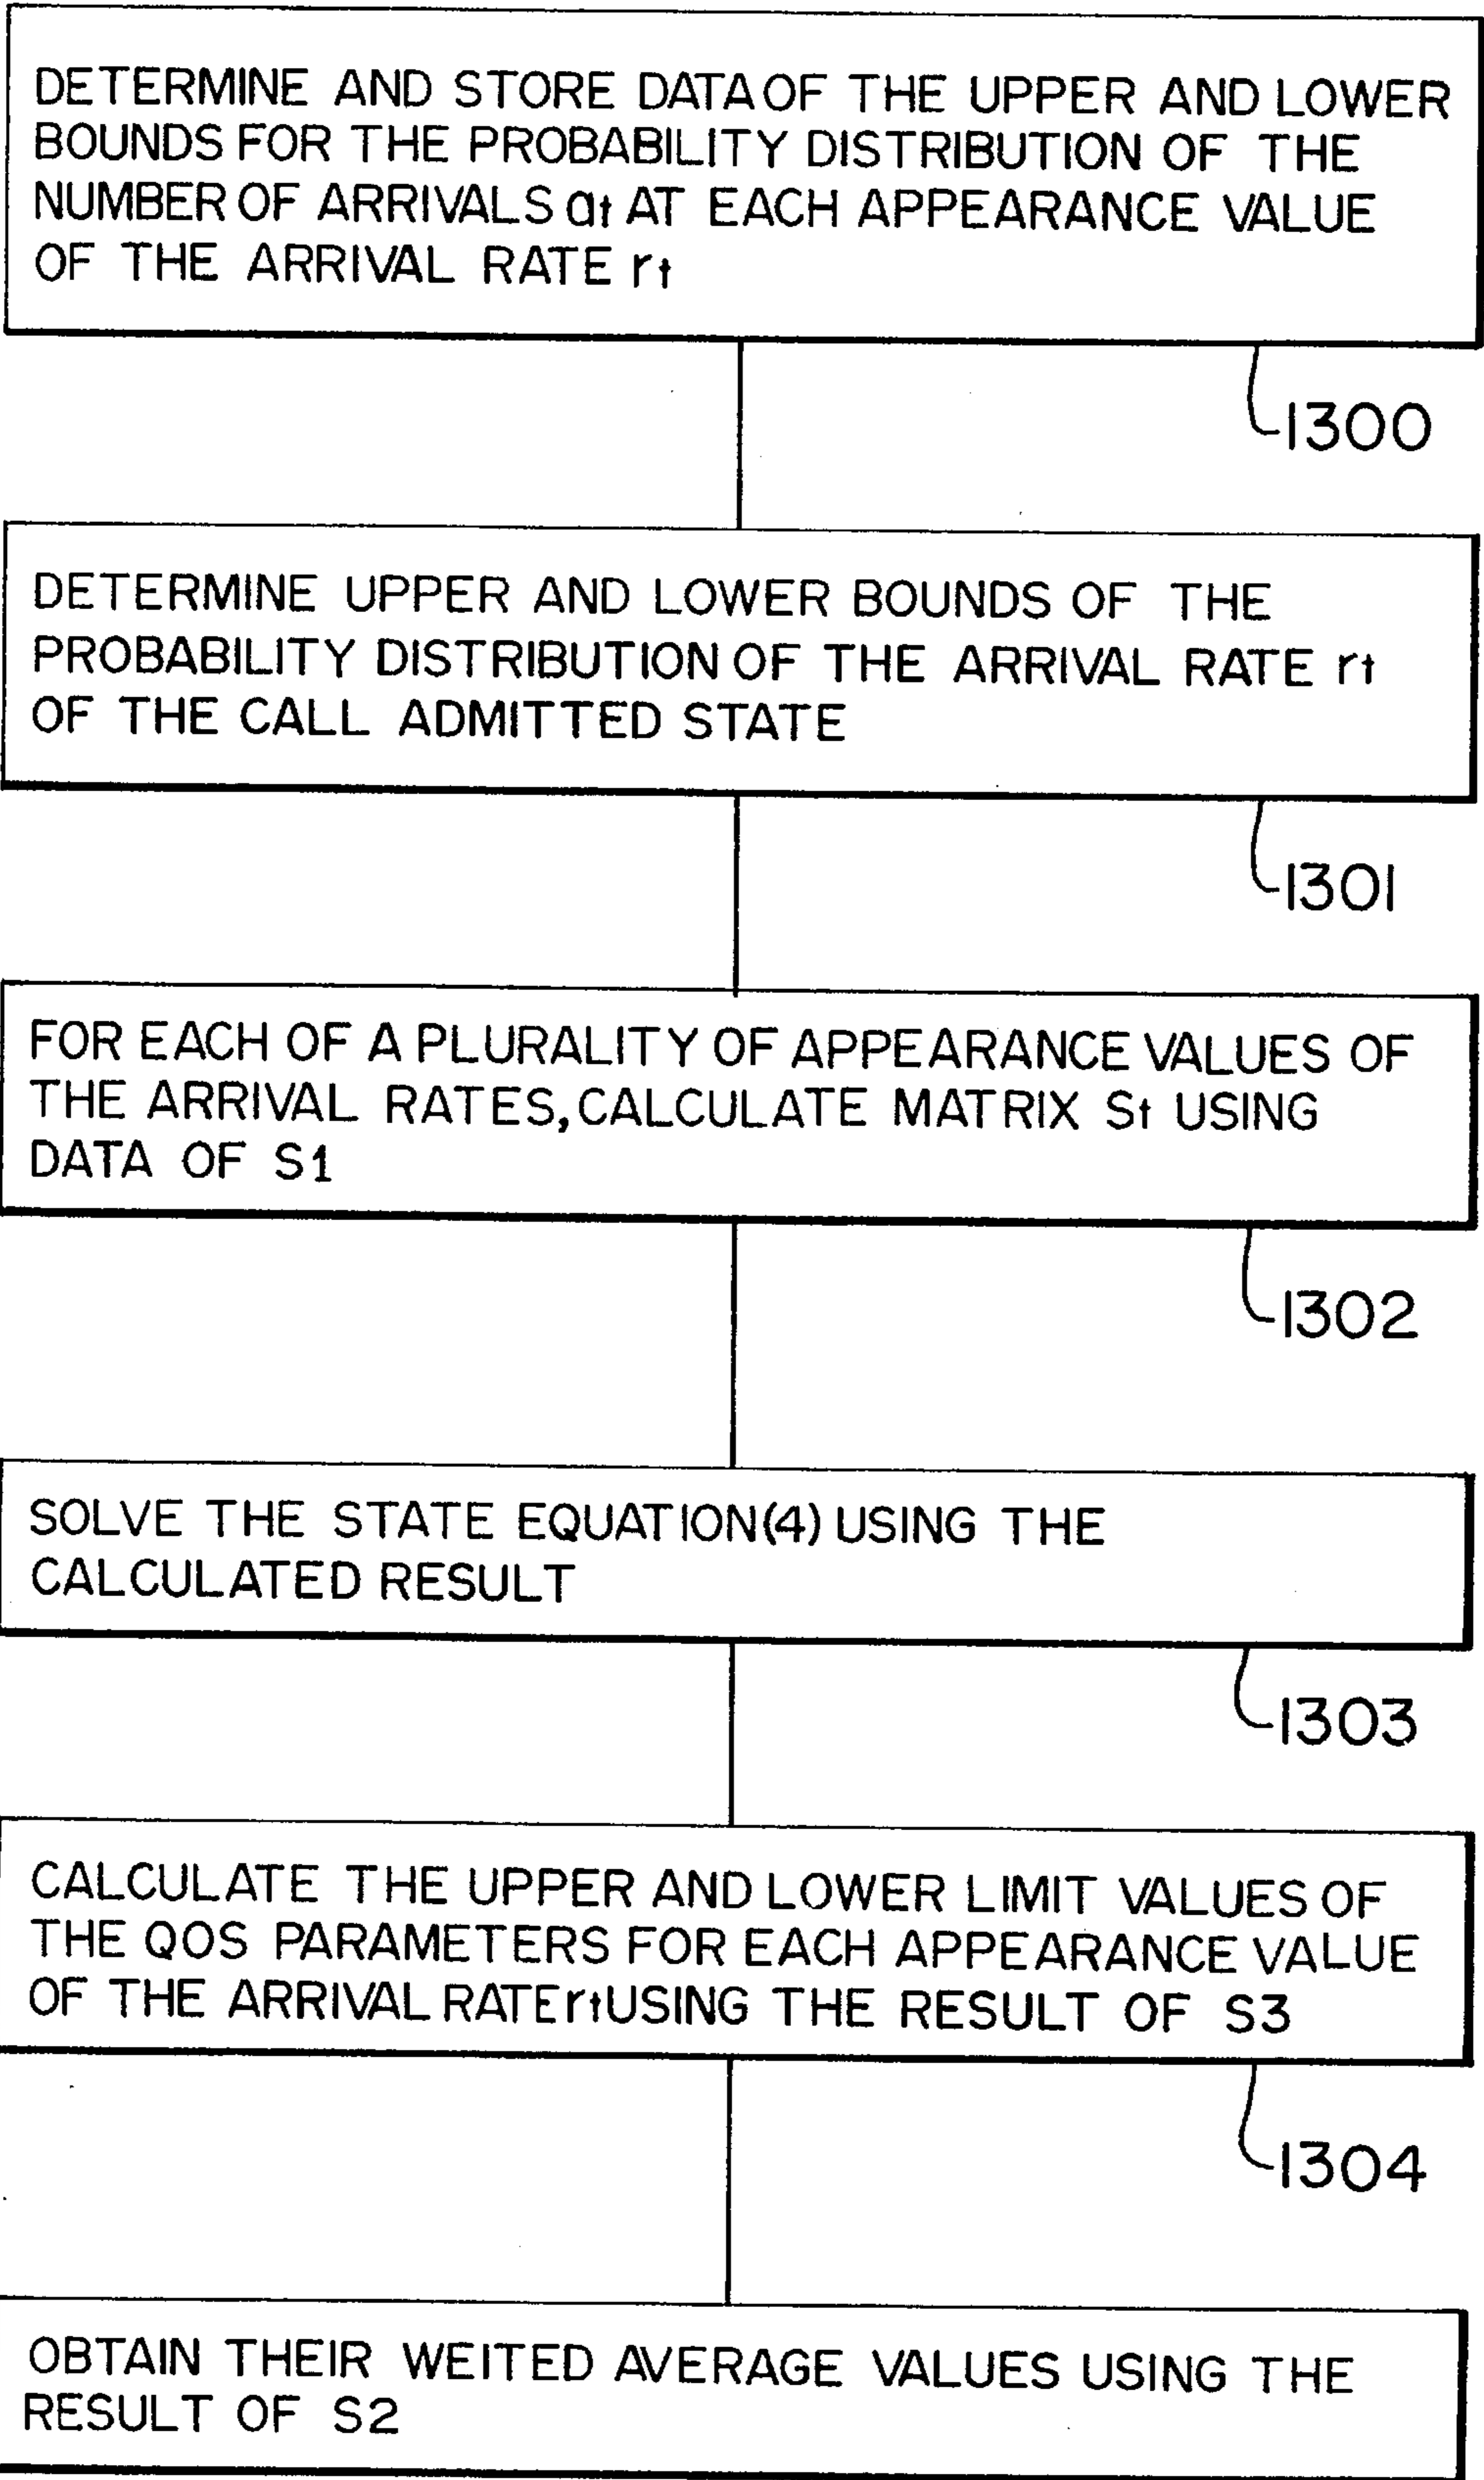 DETERMINE AND STORE DATA OF THE UPPER AND LOWER
BOUNDS FOR THE PROBABILITY DISTRIBUTION OF THE
NUMBER OF ARRIVALS at AT EACH APPEARANCE VALUE
OF THE ARRIVAL RATE rt
1300
DETERMINE UPPER AND LOWER BOUNDS OF THE
PROBABILITY DISTRIBUTION OF THE ARRIVAL RATE rt
OF THE CALL ADMITTED STATE
1301
FOR EACH OF A PLURALITY OF APPEARANCE VALUES OF
THE ARRIVAL RATES, CALCULATE MATRIX St USING
DATA OF S1
1302
SOLVE THE STATE EQUATION(4) USING THE
CALCULATED RESULT
1303
CALCULATE THE UPPER AND LOWER LIMIT VALUES OF
THE QOS PARAMETERS FOR EACH APPEARANCE VALUE
OF THE ARRIVAL RATE rt USING THE RESULT OF S3
1304
OBTAIN THEIR WEITED AVERAGE VALUES USING THE
RESULT OF S2